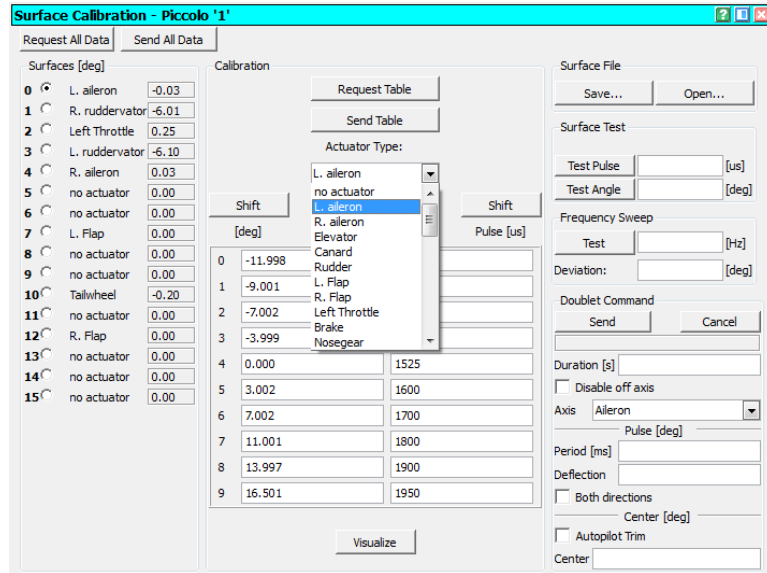 Surface Calibration - Piccolo '1'
Request All Data Send All Data
Surfaces [deg]
0 L. aileron -0.03
1 R. ruddervator -6.01
2 Left Throttle 0.25
3 L. ruddervator -6.10
4 R. aileron 0.03
5 no actuator 0.00
6 no actuator 0.00
7 L. Flap 0.00
8 no actuator 0.00
9 no actuator 0.00
10 Tailwheel -0.20
11 no actuator 0.00
12 R. Flap 0.00
13 no actuator 0.00
14 no actuator 0.00
15 no actuator 0.00
Calibration
Request Table
Send Table
Actuator Type:
L. aileron
no actuator
L. aileron
R. aileron
Elevator
Canard
Rudder
L. Flap
R. Flap
Left Throttle
Brake
Nosegear
Shift Shift
[deg] Pulse [us]
0 -11.998
1 -9.001
2 -7.002
3 -3.999
4 0.000 1525
5 3.002 1600
6 7.002 1700
7 11.001 1800
8 13.997 1900
9 16.501 1950
Visualize
Surface File
Save... Open...
Surface Test
Test Pulse [us]
Test Angle [deg]
Frequency Sweep
Test [Hz]
Deviation: [deg]
Doublet Command
Send Cancel
Duration [s]
Disable off axis
Axis Aileron
Pulse [deg]
Period [ms]
Deflection
Both directions
Center [deg]
Autopilot Trim
Center